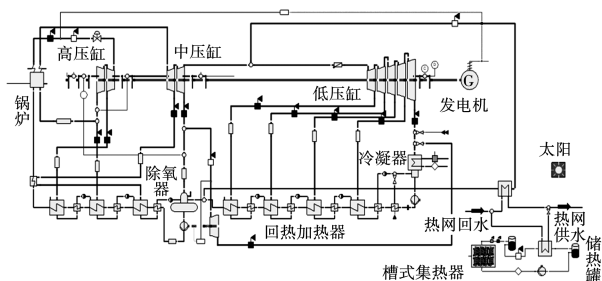 高压缸
中压缸
锅
炉
低压缸
G
发电机
除氧
器
冷凝器
太阳
回热加热器
热网回水
热网
供水
槽式集热器
储
热
罐